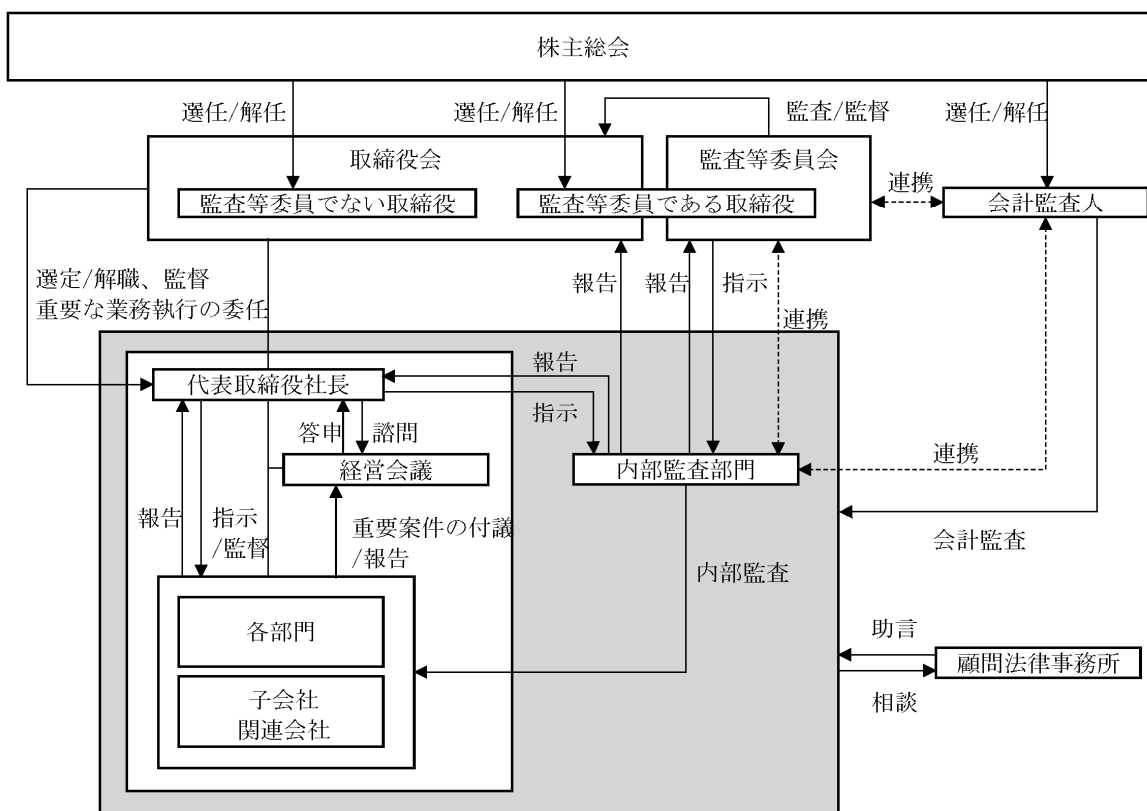 株主総会
選任/解任
選任/解任
監査/監督
選任/解任
取締役会
監査等委員会
連携
監査等委員でない取締役
監査等委員である取締役
会計監査人
選定/解職、監督
重要な業務執行の委任
報告
報告
指示
連携
代表取締役社長
報告
指示
答申
諮問
経営会議
内部監査部門
連携
報告
指示
/監督
重要案件の付議
/報告
会計監査
内部監査
各部門
助言
顧問法律事務所
相談
子会社
関連会社